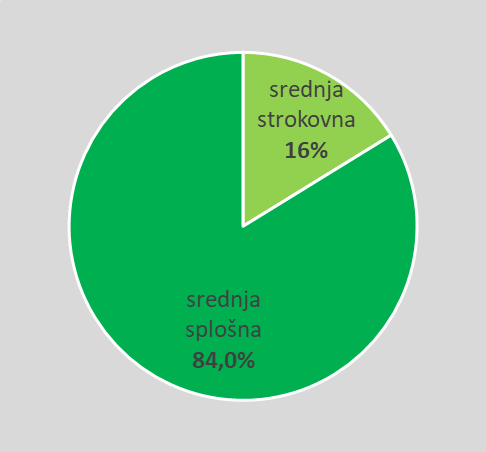 srednja
strokovna
16%
srednja
splošna
84,0%